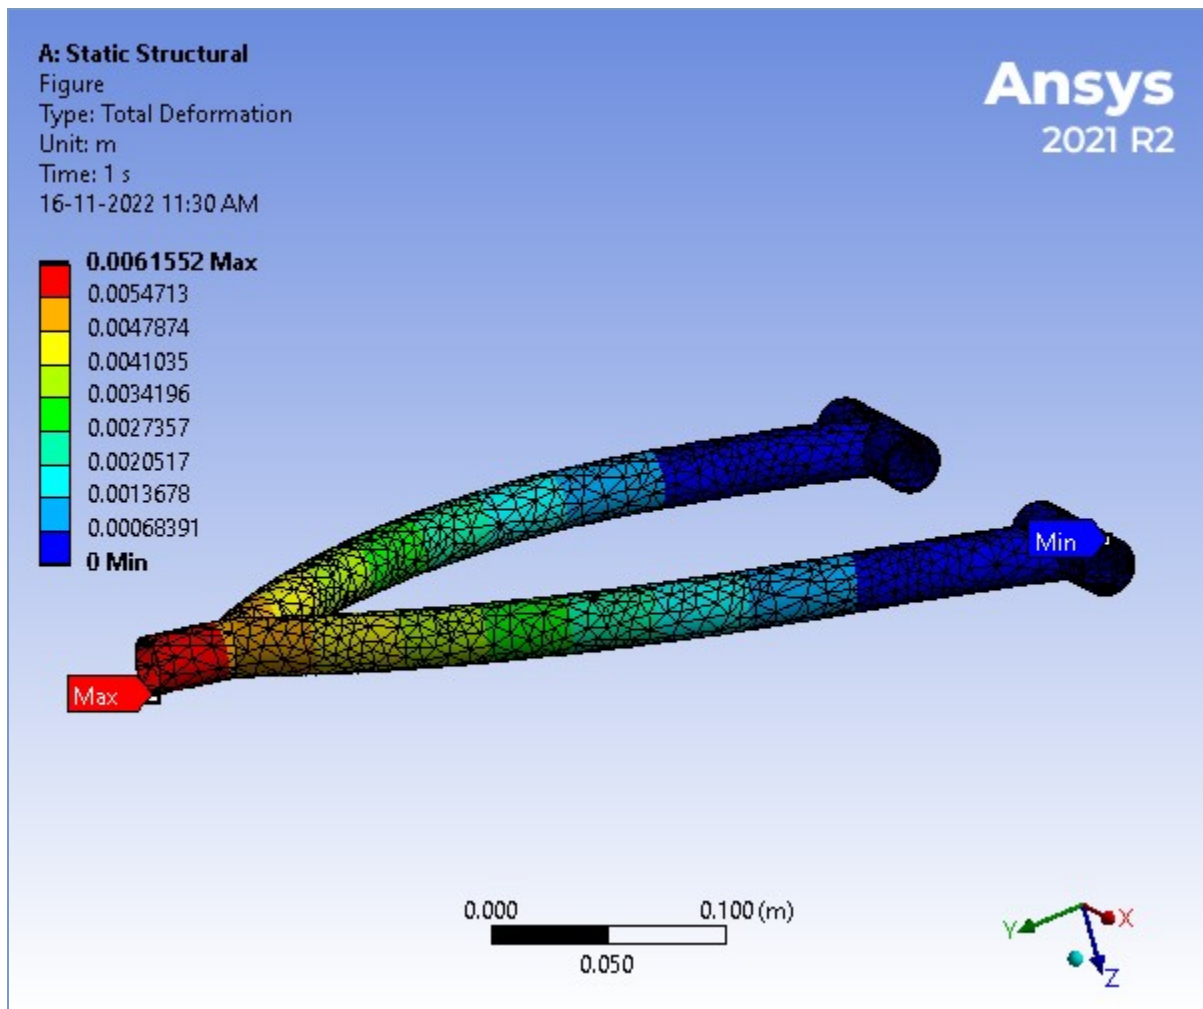 A: Static Structural
Figure
Type: Total Deformation
Unit: m
Time: 1 s
16-11-2022 11:30 AM
Ansys
2021 R2
0.0061552 Max
0.0054713
0.0047874
0.0041035
0.0034196
0.0027357
0.0020517
0.0013678
0.00068391
0 Min
Min
Max
0.000 0.100 (m)
0.050
Y X
Z